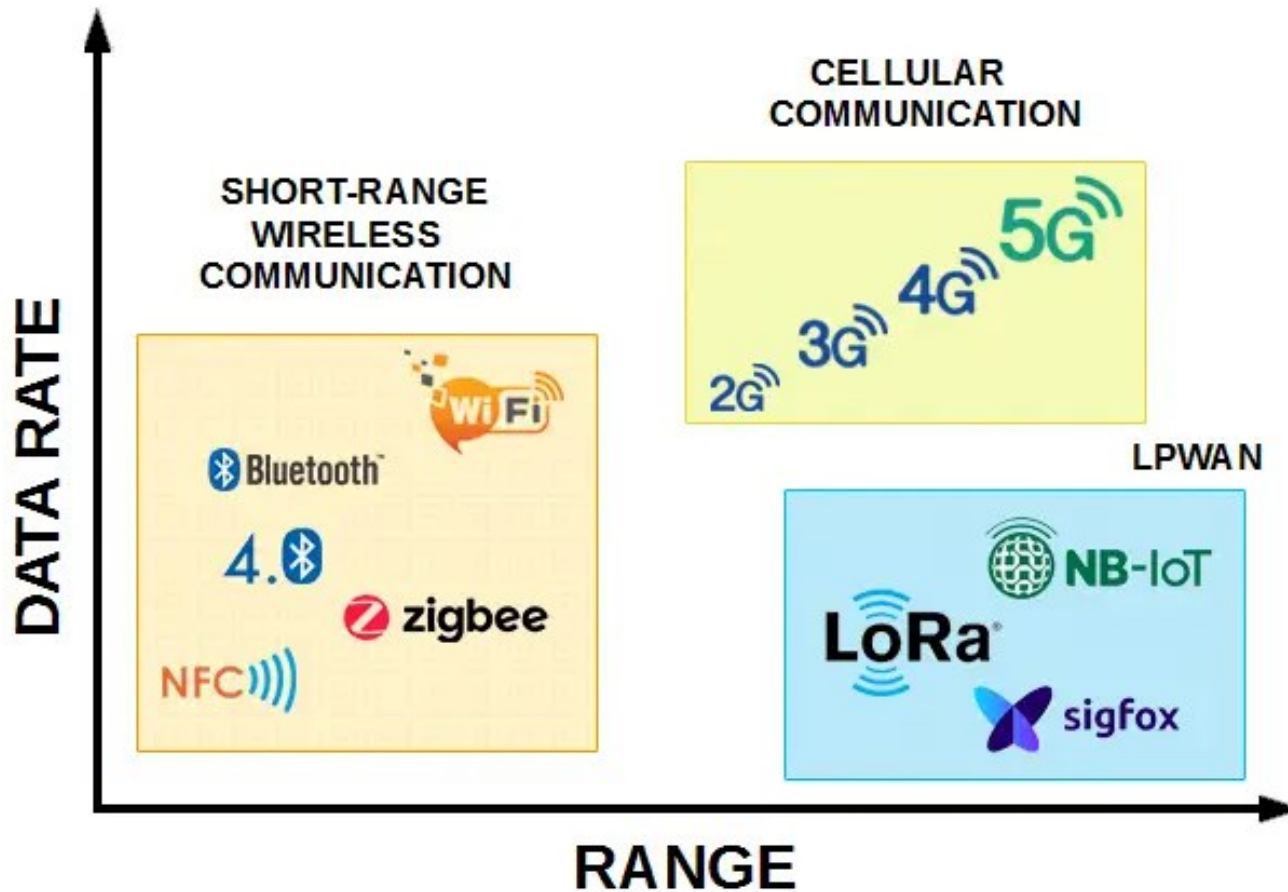 DATA RATE
SHORT-RANGE
WIRELESS
COMMUNICATION
WiFi
Bluetooth™
4.0
zigbee
NFC
CELLULAR
COMMUNICATION
5G
4G
3G
2G
LPWAN
NB-IoT
LoRa®
sigfox
RANGE